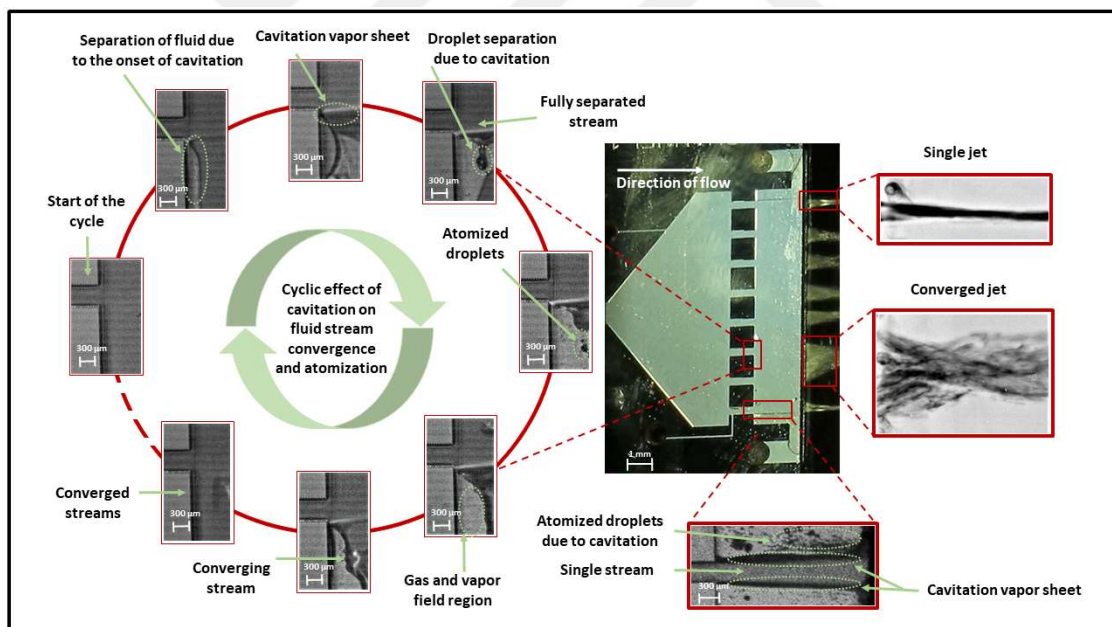 Separation of fluid due
to the onset of cavitation
Cavitation vapor sheet
Droplet separation
due to cavitation
Fully separated
stream
300 µm
300 µm
300 µm
Start of the
cycle
300 µm
Cyclic effect of
cavitation on
fluid stream
convergence
and atomization
Atomized
droplets
300 µm
Converged
streams
300 µm
Converging
stream
300 µm
Gas and vapor
field region
300 µm
Direction of flow
1 mm
Single jet
Converged jet
Atomized droplets
due to cavitation
Single stream
300 µm
Cavitation vapor sheet